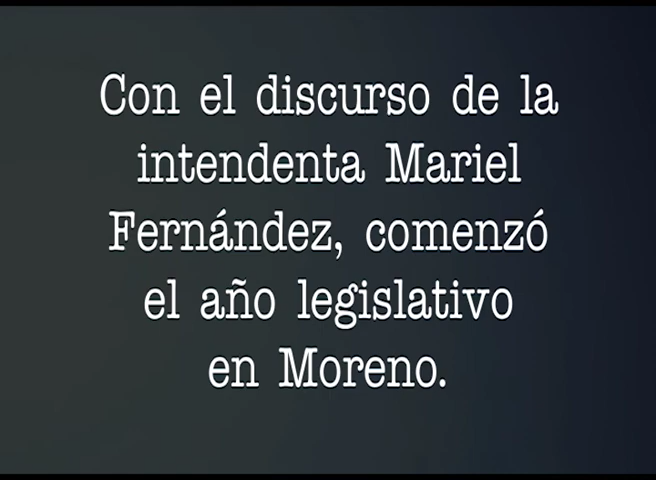 Con el discurso de la
intendenta Mariel
Fernández, comenzó
el año legislativo
en Moreno.